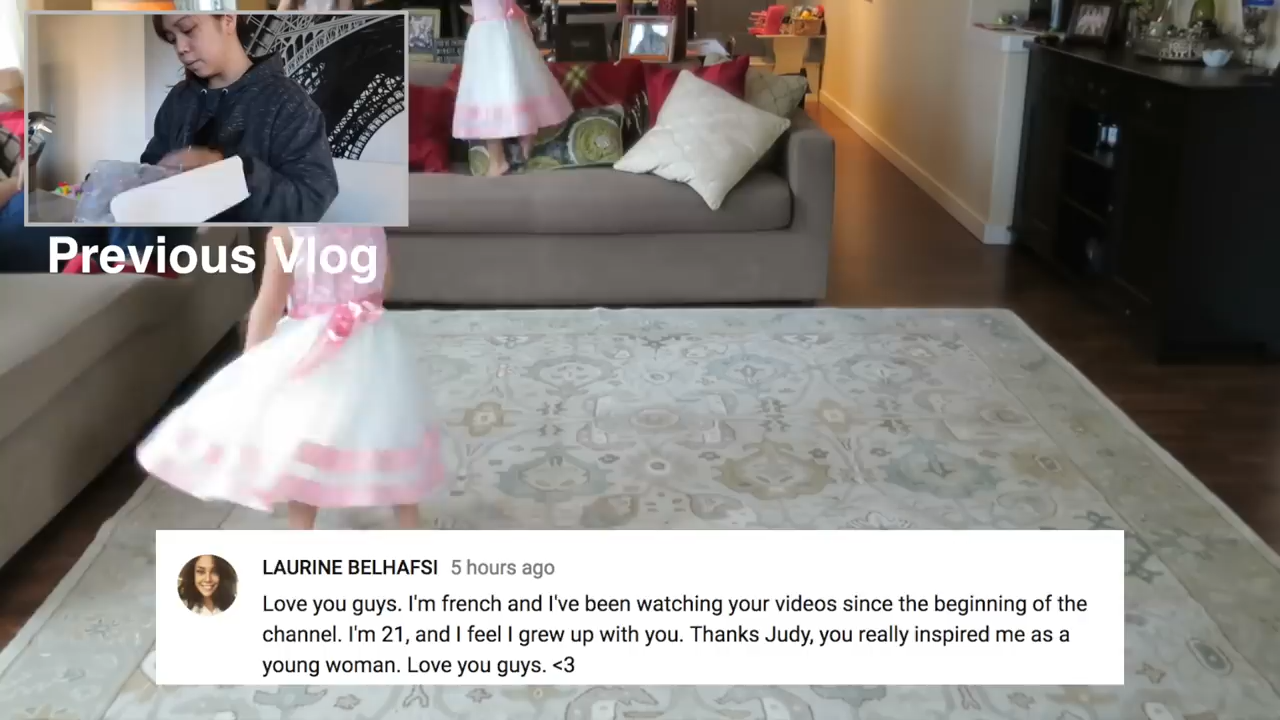 Previous Vlog
LAURINE BELHAFSI 5 hours ago
Love you guys. I'm french and I've been watching your videos since the beginning of the
channel. I'm 21, and I feel I grew up with you. Thanks Judy, you really inspired me as a
young woman. Love you guys. <3